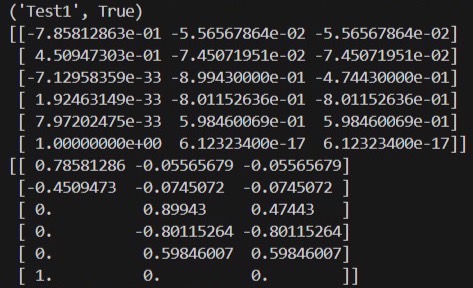 ('Test1', True)
[[-7.85812863e-01 -5.56567864e-02 -5.56567864e-02]
 [ 4.50947303e-01 -7.45071951e-02 -7.45071951e-02]
 [-7.12958359e-33 -8.99430000e-01 -4.74430000e-01]
 [ 1.92463149e-33 -8.01152636e-01 -8.01152636e-01]
 [ 7.97202475e-33  5.98460069e-01  5.98460069e-01]
 [ 1.00000000e+00  6.12323400e-17  6.12323400e-17]]
[[ 0.78581286 -0.05565679 -0.05565679]
 [-0.4509473  -0.0745072  -0.0745072 ]
 [ 0.          0.89943     0.47443   ]
 [ 0.         -0.80115264 -0.80115264]
 [ 0.          0.59846007  0.59846007]
 [ 1.          0.          0.        ]]